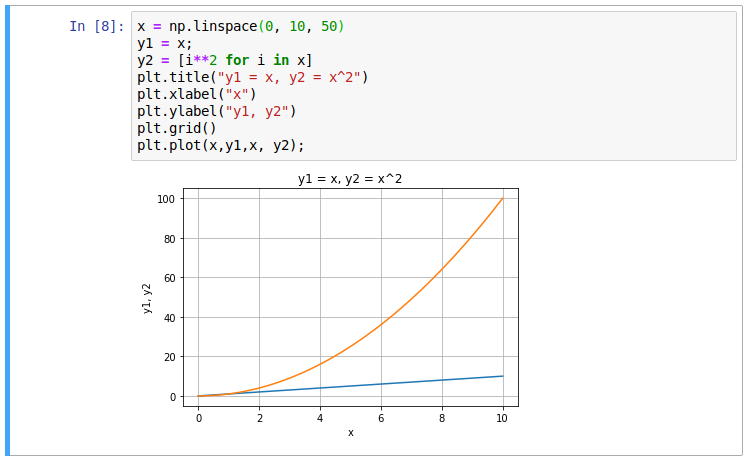 In [8]: x = np.linspace(0, 10, 50)
y1 = x;
y2 = [i**2 for i in x]
plt.title("y1 = x, y2 = x^2")
plt.xlabel("x")
plt.ylabel("y1, y2")
plt.grid()
plt.plot(x,y1,x, y2);
y1 = x, y2 = x^2
100
80
60
40
20
0
y1, y2
0 2 4 6 8 10
x